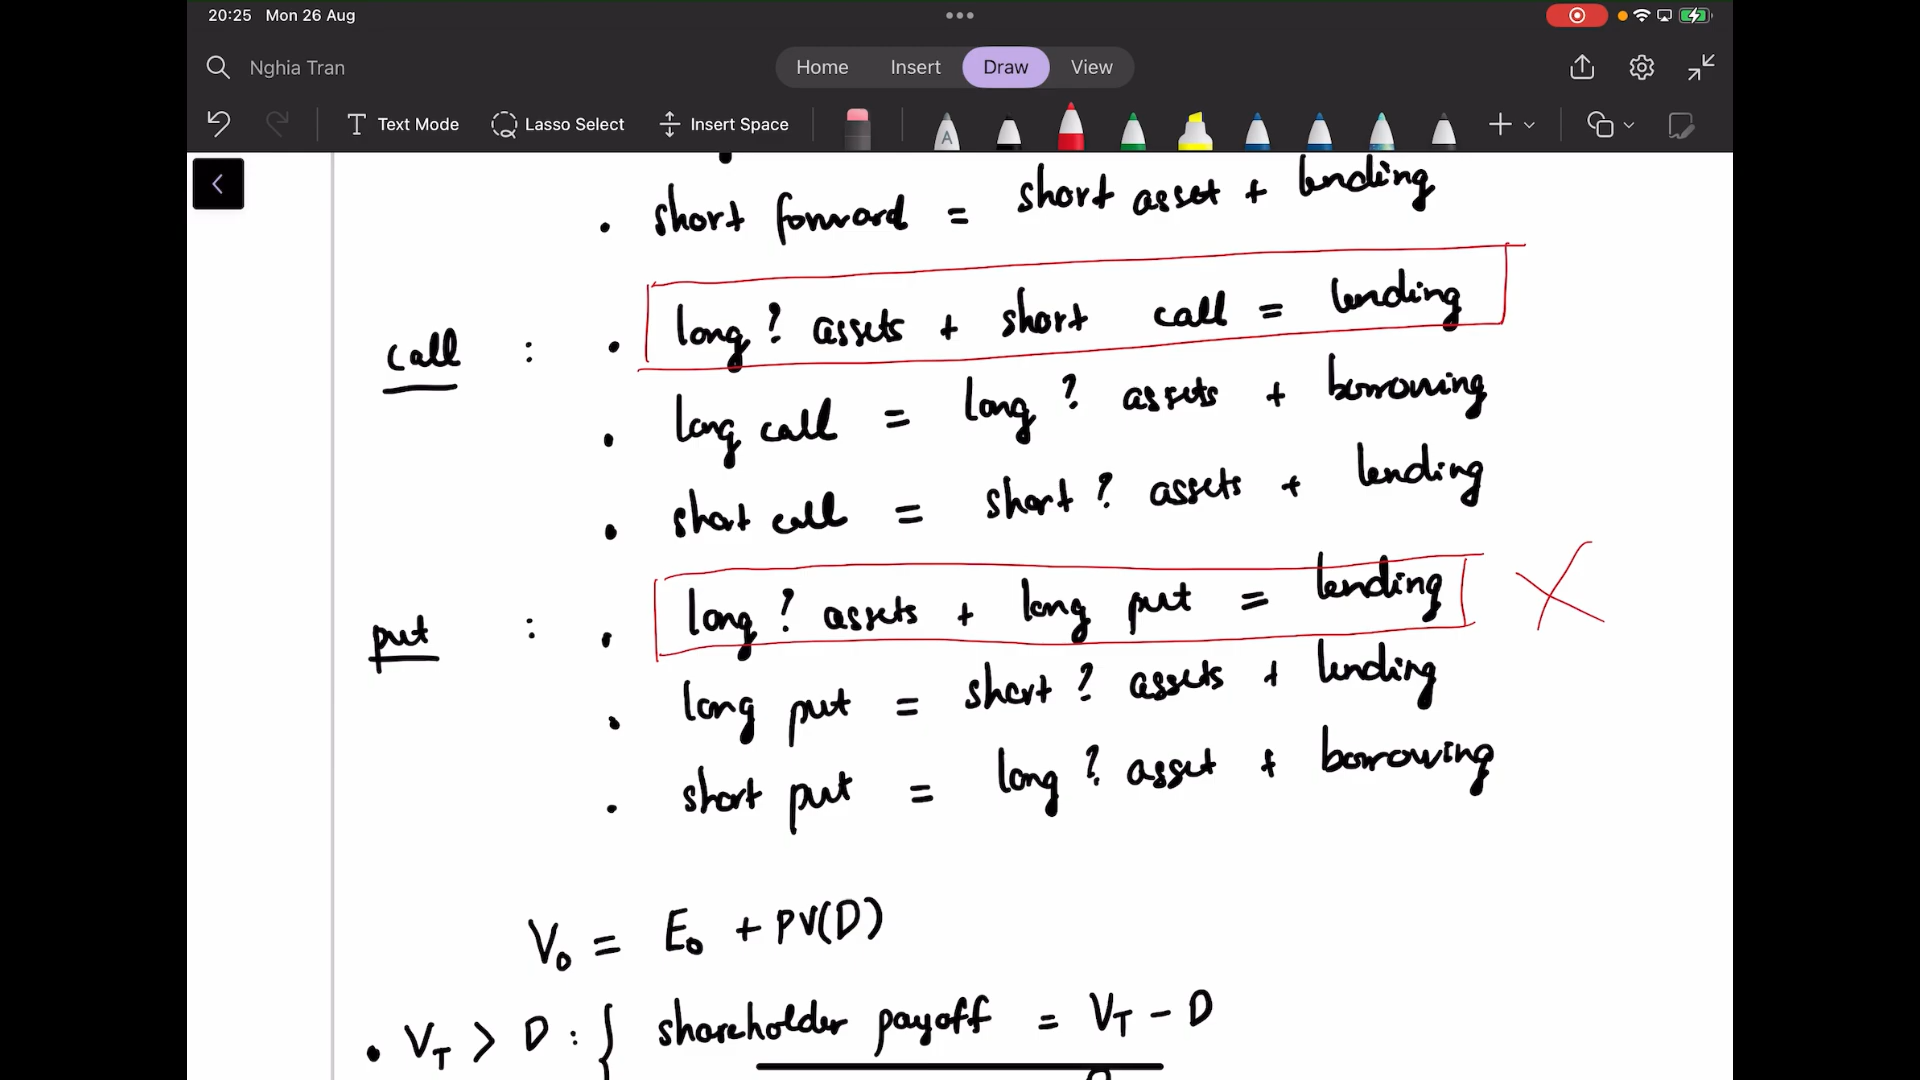 20:25 Mon 26 Aug
Nghia Tran
Home Insert Draw View
Text Mode Lasso Select Insert Space
A
• short forward = short asset + lending
call : • long ? assets + short call = lending
• long call = long ? assets + borrowing
• short call = short ? assets + lending
put : • long ? assets + long put = lending
• long put = short ? assets + lending
• short put = long ? asset + borrowing
V₀ = E₀ + PV(D)
• V_T > D : { shareholder payoff = V_T - D